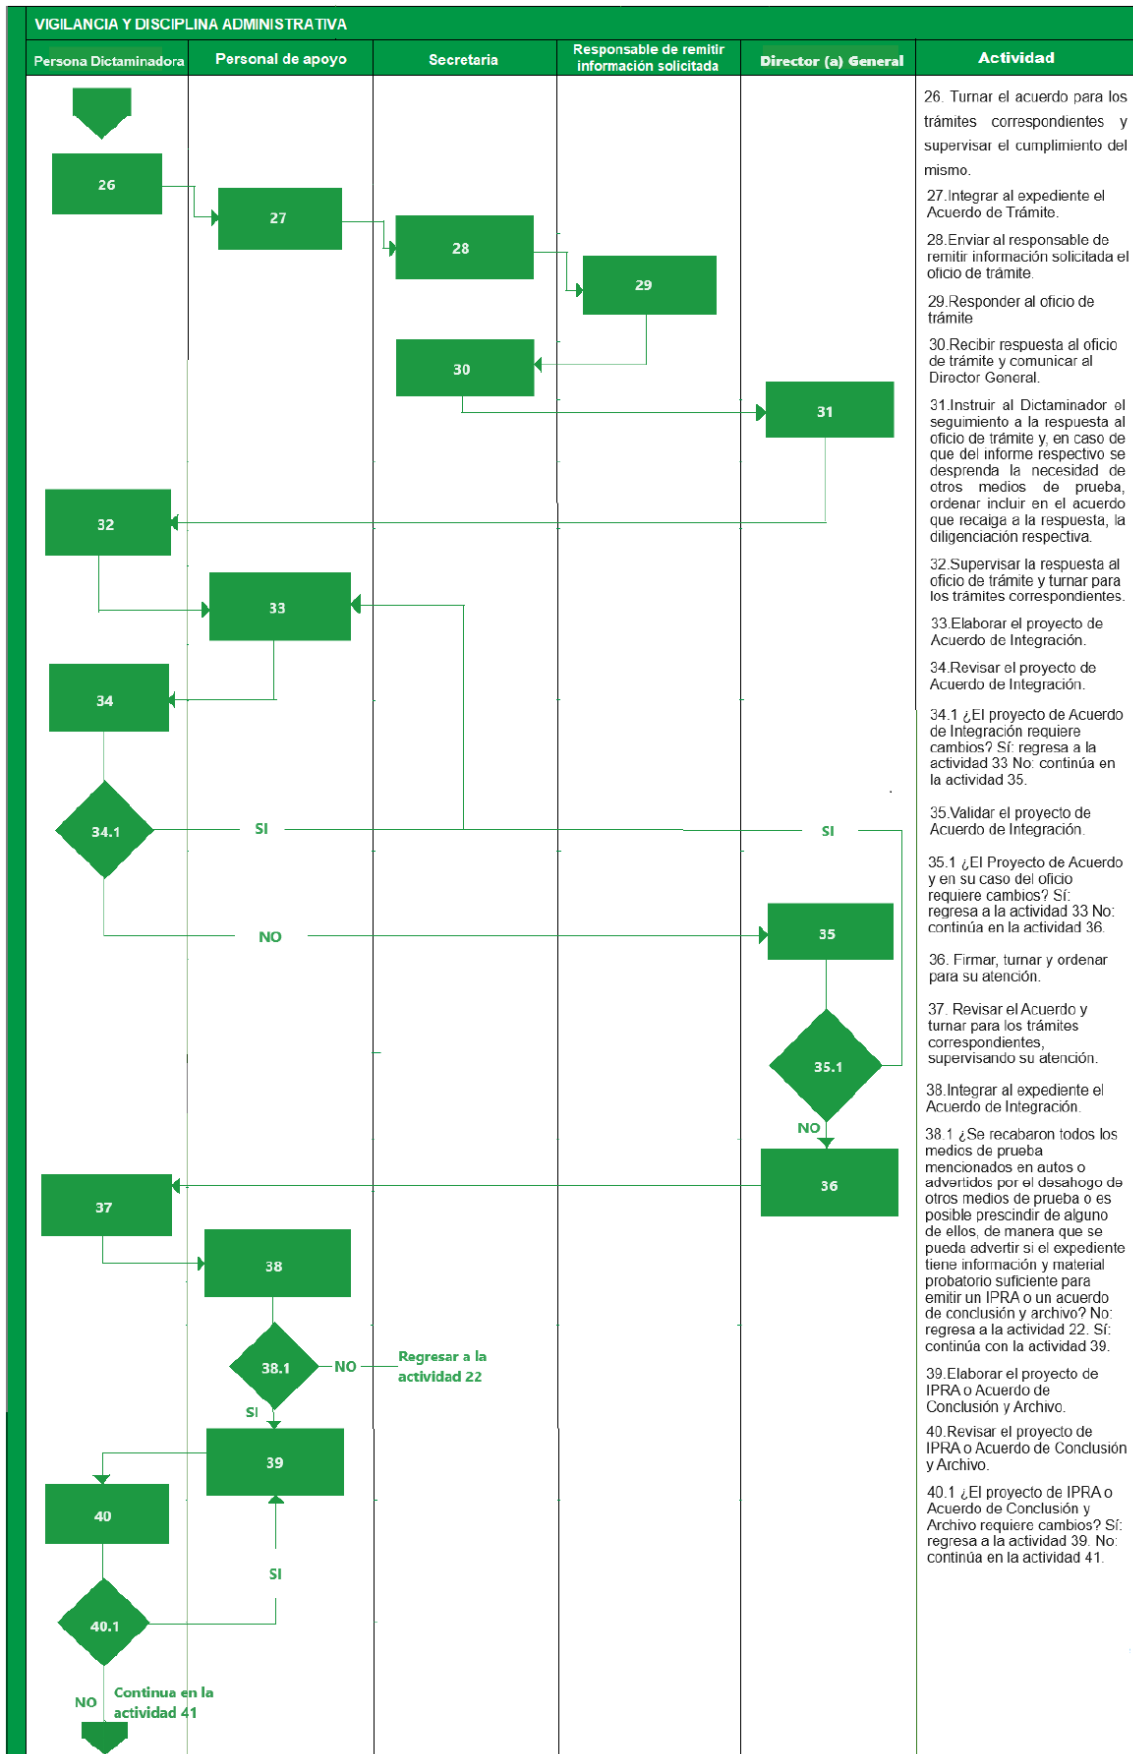 VIGILANCIA Y DISCIPLINA ADMINISTRATIVA
Persona Dictaminadora
Personal de apoyo
Secretaria
Responsable de remitir
información solicitada
Director (a) General
Actividad
26
27
28
29
30
31
32
33
34
34.1
SI
SI
NO
35
35.1
NO
36
37
38
38.1
NO
Regresar a la
actividad 22
SI
39
40
SI
40.1
NO
Continua en la
actividad 41
26. Turnar el acuerdo para los
trámites correspondientes y
supervisar el cumplimiento del
mismo.
27.Integrar al expediente el
Acuerdo de Trámite.
28.Enviar al responsable de
remitir información solicitada el
oficio de trámite.
29.Responder al oficio de
trámite
30.Recibir respuesta al oficio
de trámite y comunicar al
Director General.
31.Instruir al Dictaminador el
seguimiento a la respuesta al
oficio de trámite y, en caso de
que del informe respectivo se
desprenda la necesidad de
otros medios de prueba,
ordenar incluir en el acuerdo
que recaiga a la respuesta, la
diligenciación respectiva.
32.Supervisar la respuesta al
oficio de trámite y turnar para
los trámites correspondientes.
33.Elaborar el proyecto de
Acuerdo de Integración.
34.Revisar el proyecto de
Acuerdo de Integración.
34.1 ¿El proyecto de Acuerdo
de Integración requiere
cambios? Sí: regresa a la
actividad 33 No: continúa en
la actividad 35.
35.Validar el proyecto de
Acuerdo de Integración.
35.1 ¿El Proyecto de Acuerdo
y en su caso del oficio
requiere cambios? Sí:
regresa a la actividad 33 No:
continúa en la actividad 36.
36. Firmar, turnar y ordenar
para su atención.
37. Revisar el Acuerdo y
turnar para los trámites
correspondientes,
supervisando su atención.
38.Integrar al expediente el
Acuerdo de Integración.
38.1 ¿Se recabaron todos los
medios de prueba
mencionados en autos o
advertidos por el desahogo de
otros medios de prueba o es
posible prescindir de alguno
de ellos, de manera que se
pueda advertir si el expediente
tiene información y material
probatorio suficiente para
emitir un IPRA o un acuerdo
de conclusión y archivo? No:
regresa a la actividad 22. Sí:
continúa con la actividad 39.
39.Elaborar el proyecto de
IPRA o Acuerdo de
Conclusión y Archivo.
40.Revisar el proyecto de
IPRA o Acuerdo de Conclusión
y Archivo.
40.1 ¿El proyecto de IPRA o
Acuerdo de Conclusión y
Archivo requiere cambios? Sí:
regresa a la actividad 39. No:
continúa en la actividad 41.